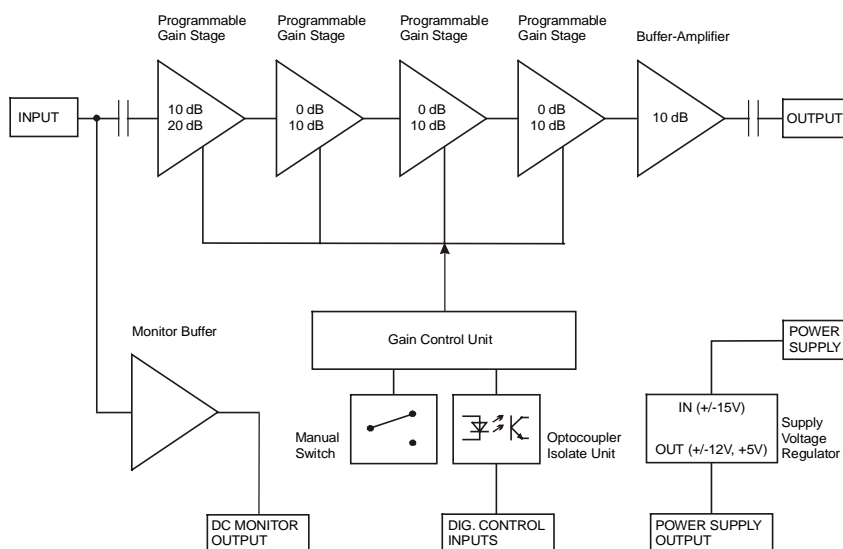 Programmable
Gain Stage
Programmable
Gain Stage
Programmable
Gain Stage
Programmable
Gain Stage
Buffer-Amplifier
INPUT
10 dB
20 dB
0 dB
10 dB
0 dB
10 dB
0 dB
10 dB
10 dB
OUTPUT
Monitor Buffer
Gain Control Unit
POWER
SUPPLY
Manual
Switch
Optocoupler
Isolate Unit
IN (+/-15V)
OUT (+/-12V, +5V)
Supply
Voltage
Regulator
DC MONITOR
OUTPUT
DIG. CONTROL
INPUTS
POWER SUPPLY
OUTPUT